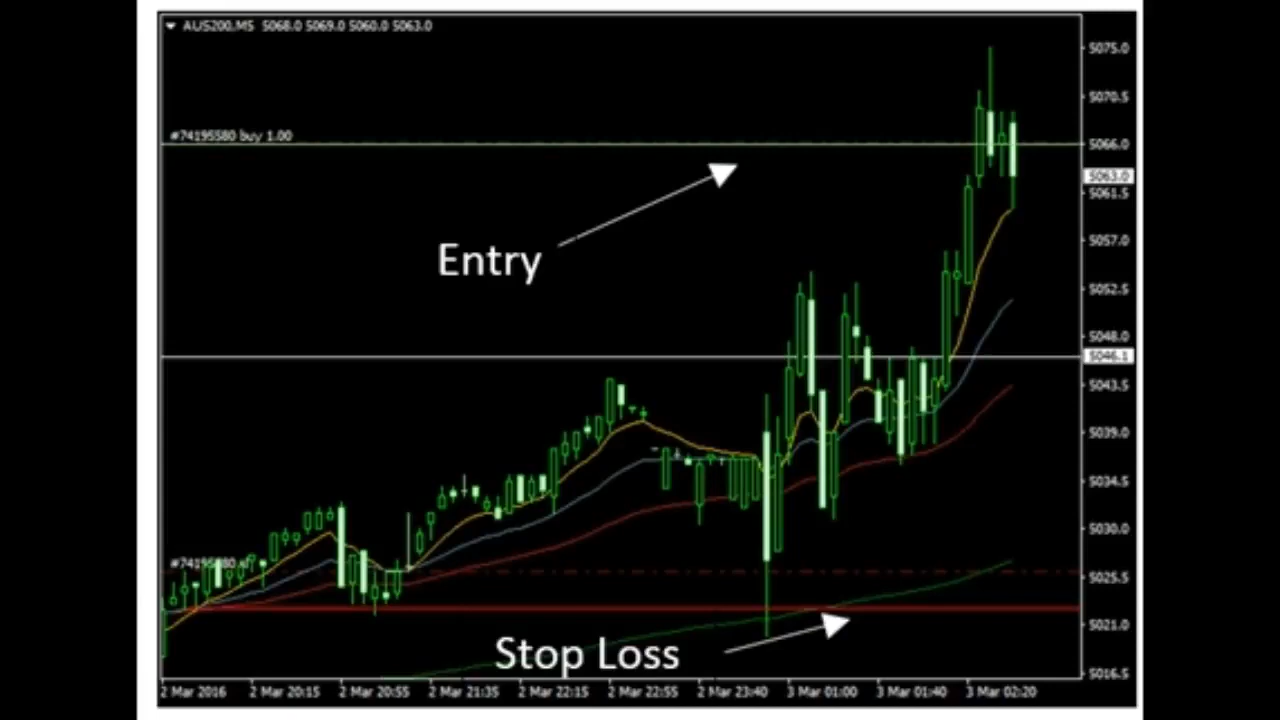 AUS200,M5 5068.0 5069.0 5060.0 5063.0
5075.0
5070.5
#74195580 buy 1.00
5066.0
5063.0
5061.5
Entry
5057.0
5052.5
5048.0
5046.1
5043.5
5039.0
5034.5
5030.0
#74195580 sl
5025.5
5021.0
Stop Loss
5016.5
2 Mar 2016 2 Mar 20:15 2 Mar 20:55 2 Mar 21:35 2 Mar 22:15 2 Mar 22:55 2 Mar 23:40 3 Mar 01:00 3 Mar 01:40 3 Mar 02:20